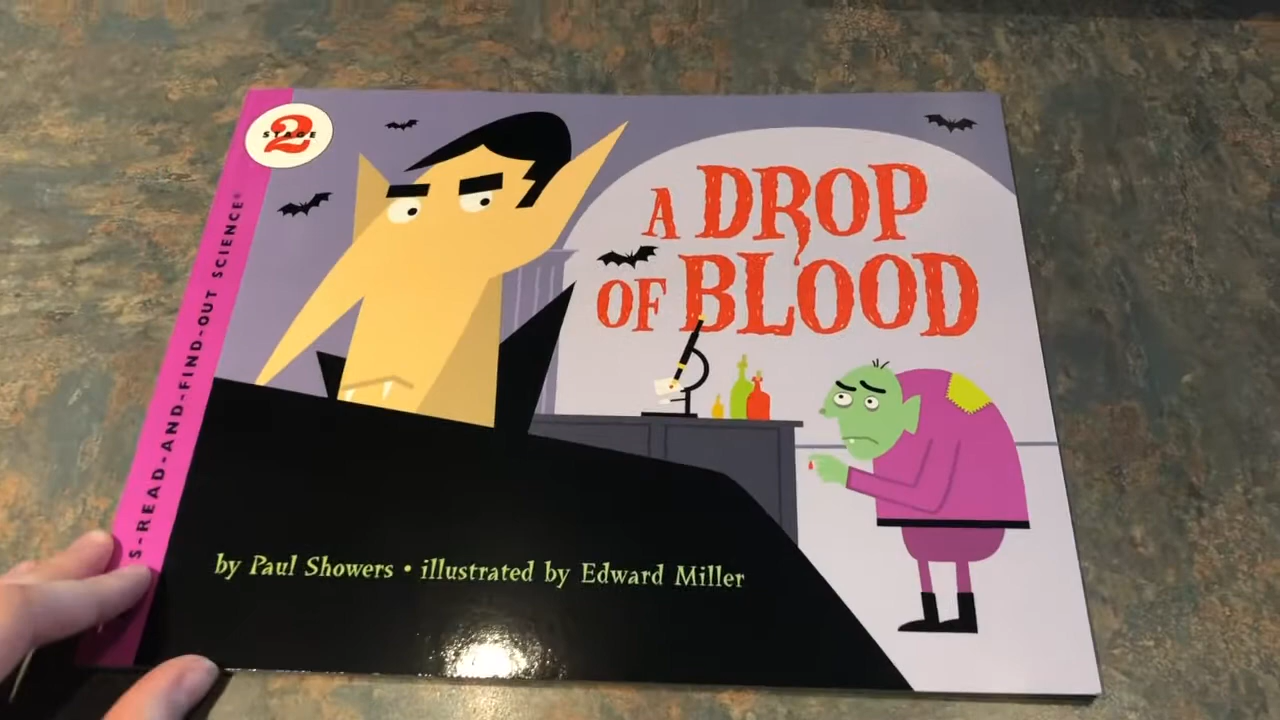 STAGE 2
S-READ-AND-FIND-OUT SCIENCE®
A DROP
OF BLOOD
by Paul Showers • illustrated by Edward Miller